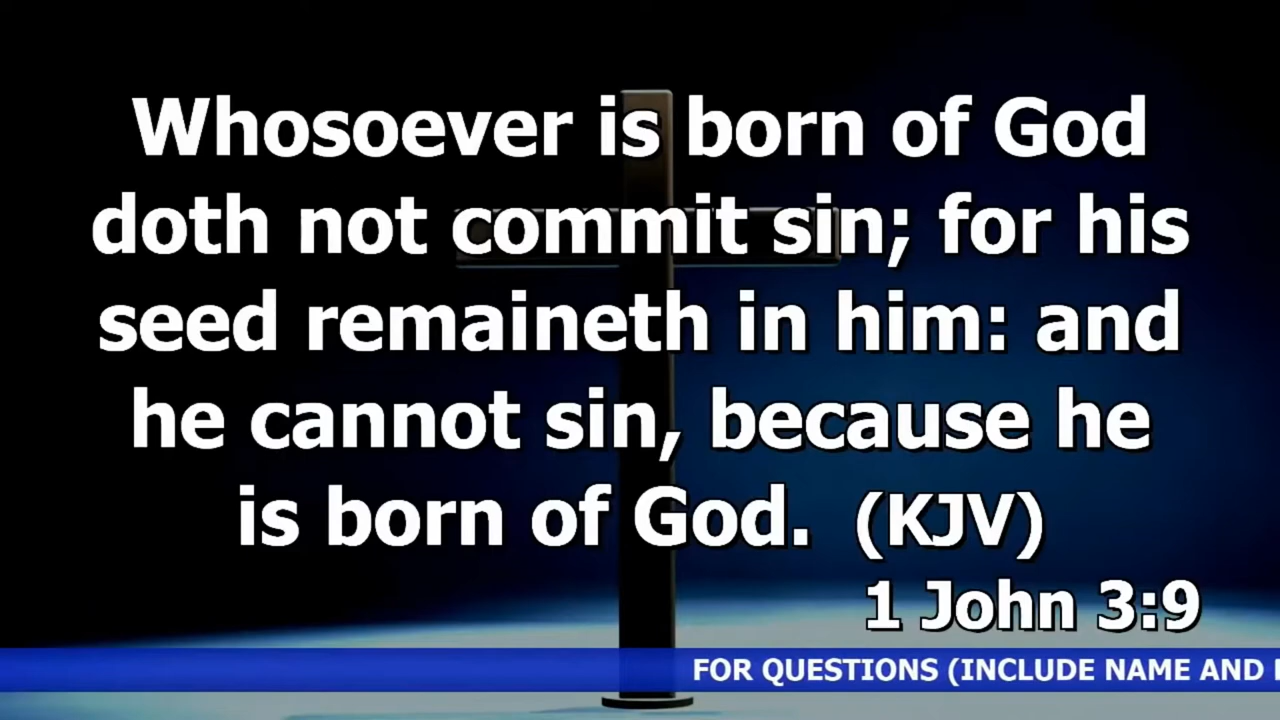 Whosoever is born of God
doth not commit sin; for his
seed remaineth in him: and
he cannot sin, because he
is born of God. (KJV)
1 John 3:9
FOR QUESTIONS (INCLUDE NAME AND